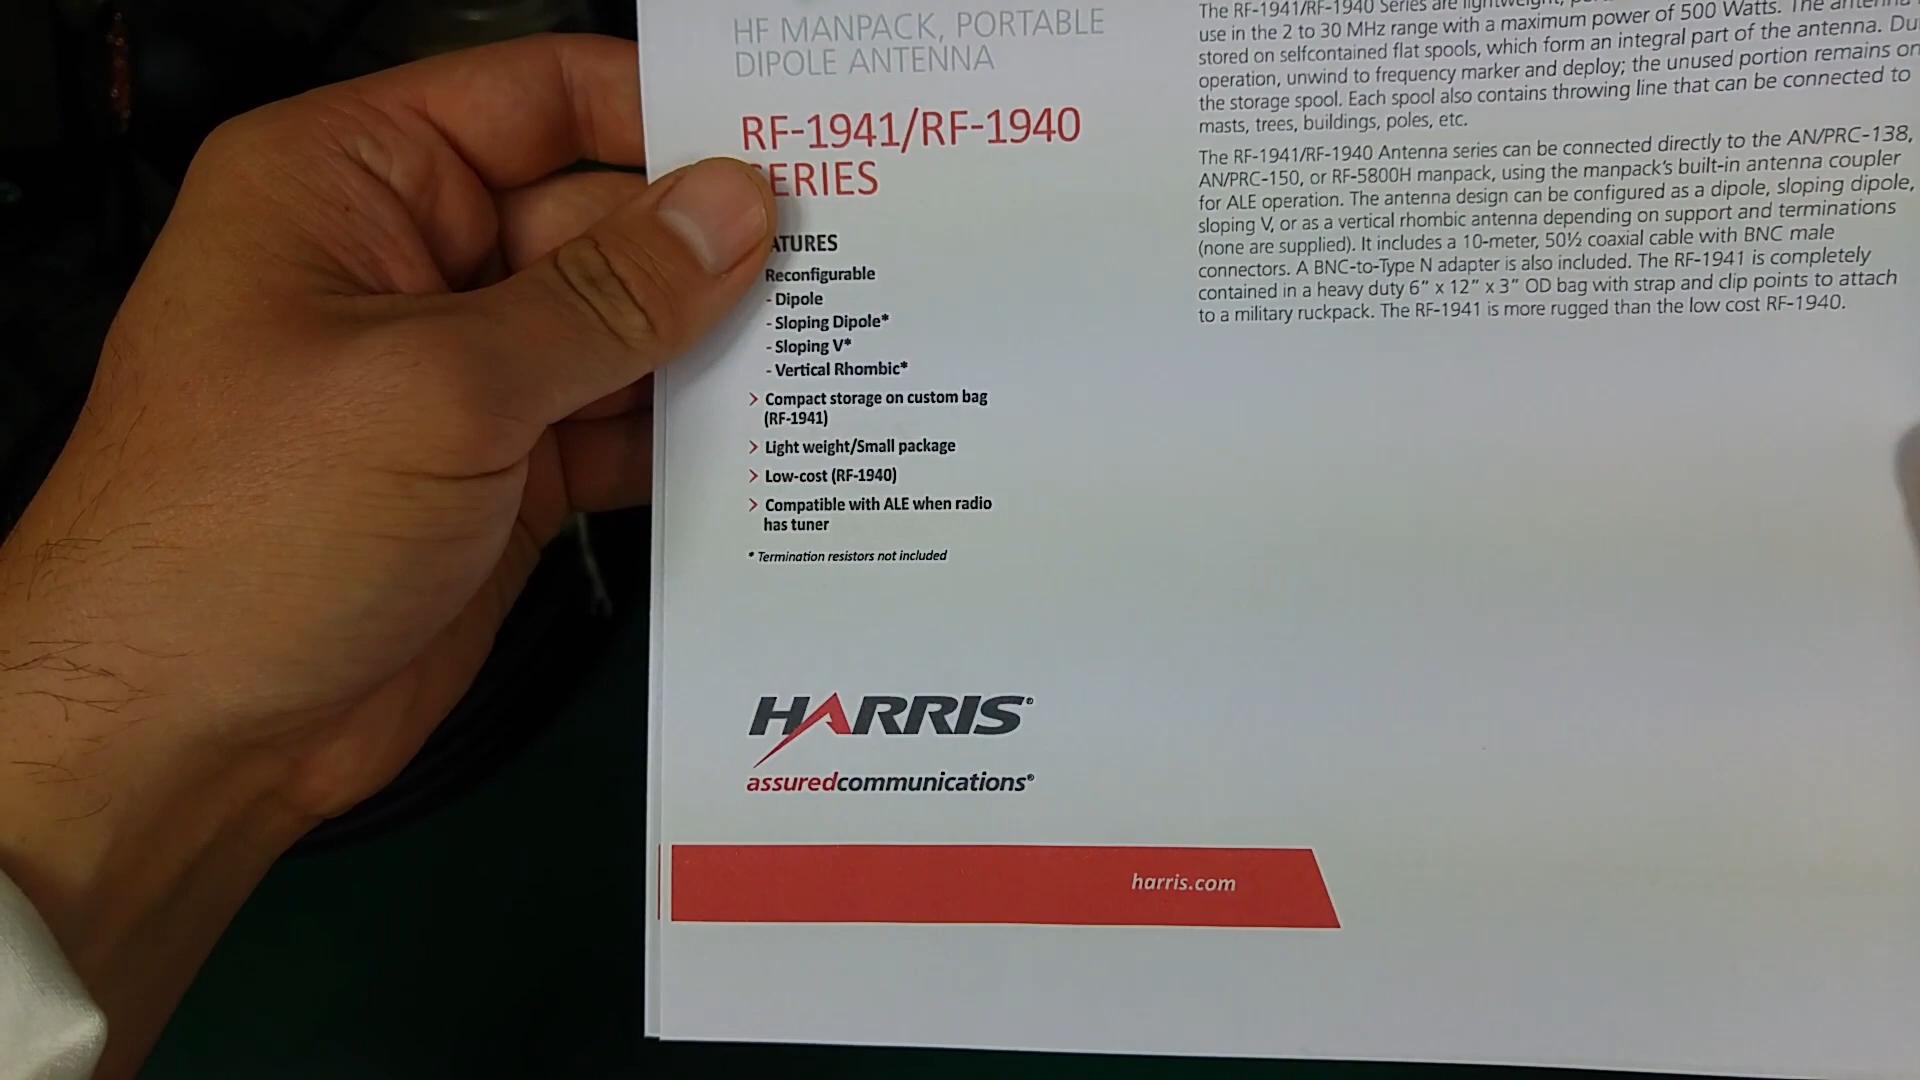 HF MANPACK, PORTABLE
DIPOLE ANTENNA
RF-1941/RF-1940
ERIES
ATURES
Reconfigurable
- Dipole
- Sloping Dipole*
- Sloping V*
- Vertical Rhombic*
> Compact storage on custom bag
(RF-1941)
> Light weight/Small package
> Low-cost (RF-1940)
> Compatible with ALE when radio
has tuner
* Termination resistors not included
HARRIS®
assuredcommunications®
harris.com
The RF-1941/RF-1940 Series are lightweight,
use in the 2 to 30 MHz range with a maximum power of 500 Watts. The antenna
stored on selfcontained flat spools, which form an integral part of the antenna. Du
operation, unwind to frequency marker and deploy; the unused portion remains on
the storage spool. Each spool also contains throwing line that can be connected to
masts, trees, buildings, poles, etc.
The RF-1941/RF-1940 Antenna series can be connected directly to the AN/PRC-138,
AN/PRC-150, or RF-5800H manpack, using the manpack's built-in antenna coupler
for ALE operation. The antenna design can be configured as a dipole, sloping dipole,
sloping V, or as a vertical rhombic antenna depending on support and terminations
(none are supplied). It includes a 10-meter, 50½ coaxial cable with BNC male
connectors. A BNC-to-Type N adapter is also included. The RF-1941 is completely
contained in a heavy duty 6” x 12” x 3” OD bag with strap and clip points to attach
to a military ruckpack. The RF-1941 is more rugged than the low cost RF-1940.